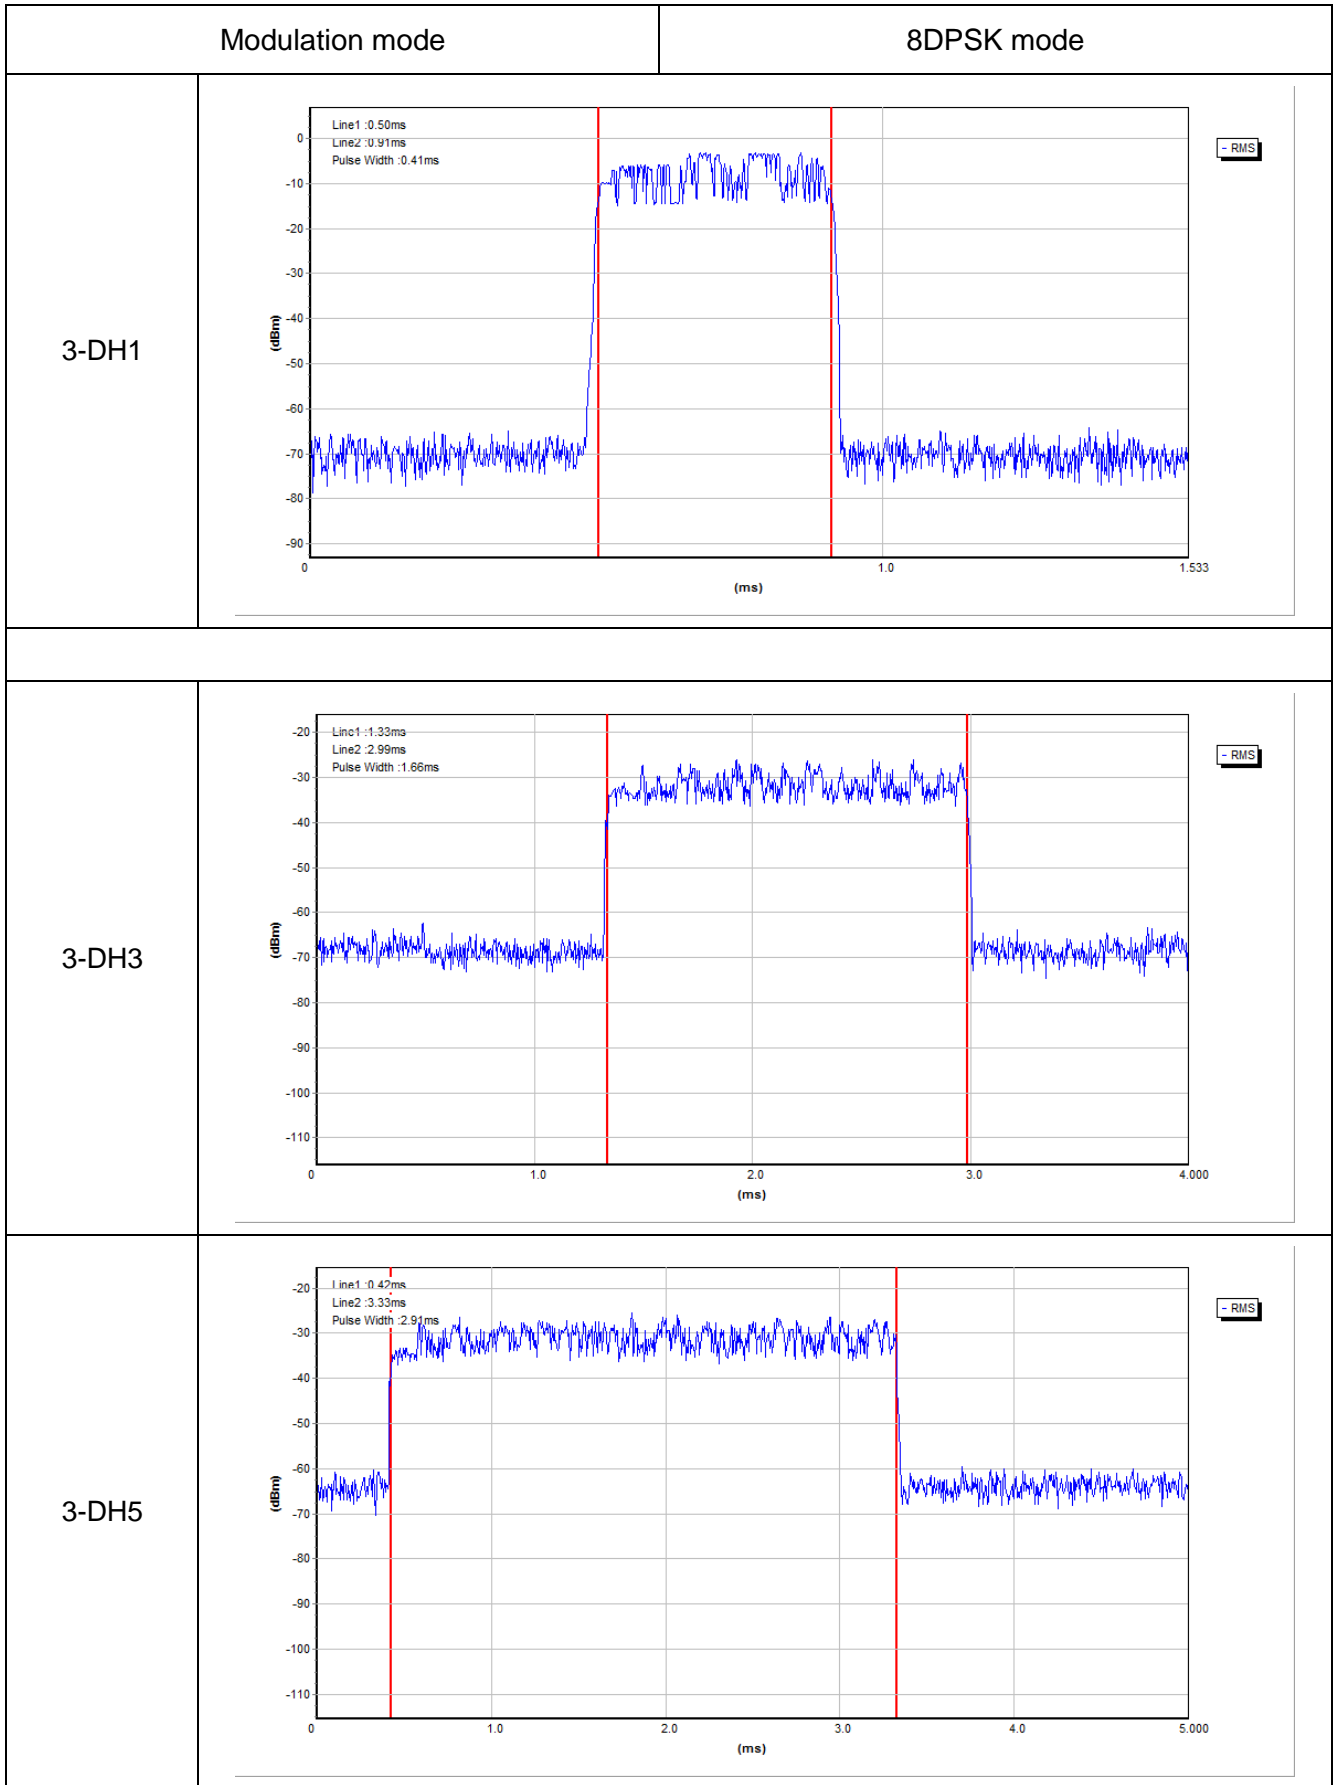 Modulation mode
8DPSK mode
3-DH1
Line1 :0.50ms
Line2 :0.91ms
Pulse Width :0.41ms
- RMS
0
-10
-20
-30
-40
-50
-60
-70
-80
-90
(dBm)
0
1.0
1.533
(ms)
3-DH3
Line1 :1.33ms
Line2 :2.99ms
Pulse Width :1.66ms
- RMS
-20
-30
-40
-50
-60
-70
-80
-90
-100
-110
(dBm)
0
1.0
2.0
3.0
4.000
(ms)
3-DH5
Line1 :0.42ms
Line2 :3.33ms
Pulse Width :2.91ms
- RMS
-20
-30
-40
-50
-60
-70
-80
-90
-100
-110
(dBm)
0
1.0
2.0
3.0
4.0
5.000
(ms)